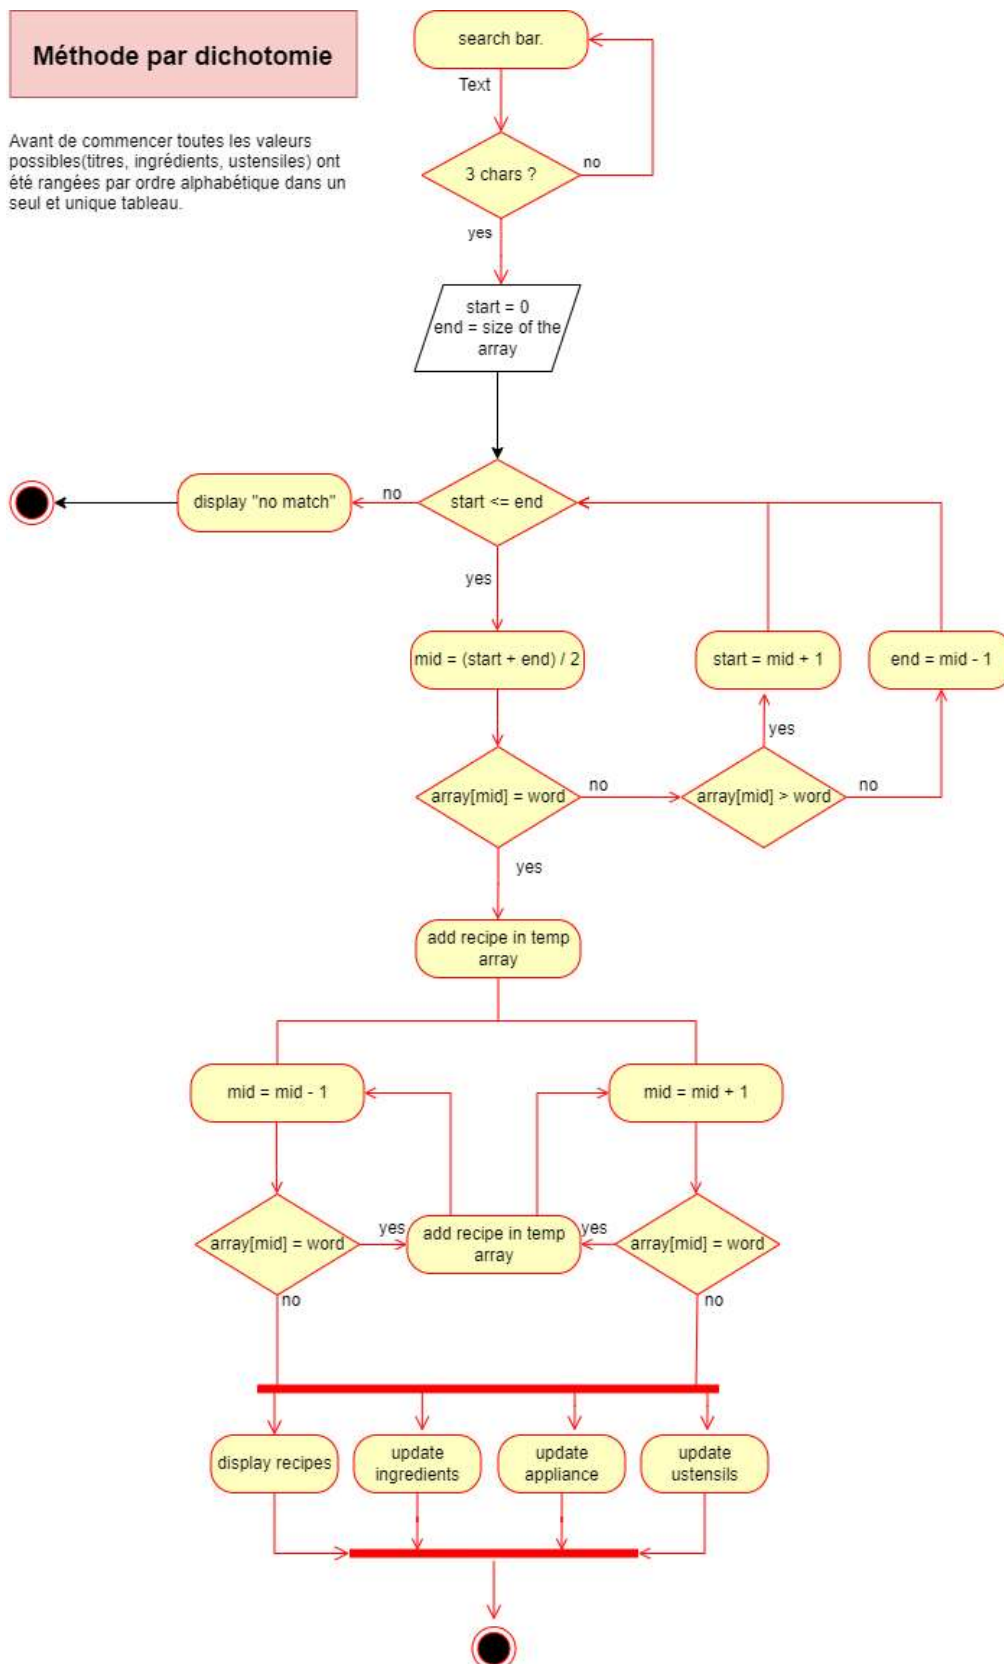 Méthode par dichotomie
Avant de commencer toutes les valeurs
possibles(titres, ingrédients, ustensiles) ont
été rangées par ordre alphabétique dans un
seul et unique tableau.
search bar.
Text
3 chars ?
no
yes
start = 0
end = size of the
array
start <= end
no
display "no match"
yes
mid = (start + end) / 2
start = mid + 1
end = mid - 1
array[mid] = word
no
array[mid] > word
yes
no
yes
add recipe in temp
array
mid = mid - 1
mid = mid + 1
array[mid] = word
yes
add recipe in temp
array
yes
array[mid] = word
no
no
display recipes
update
ingredients
update
appliance
update
ustensils